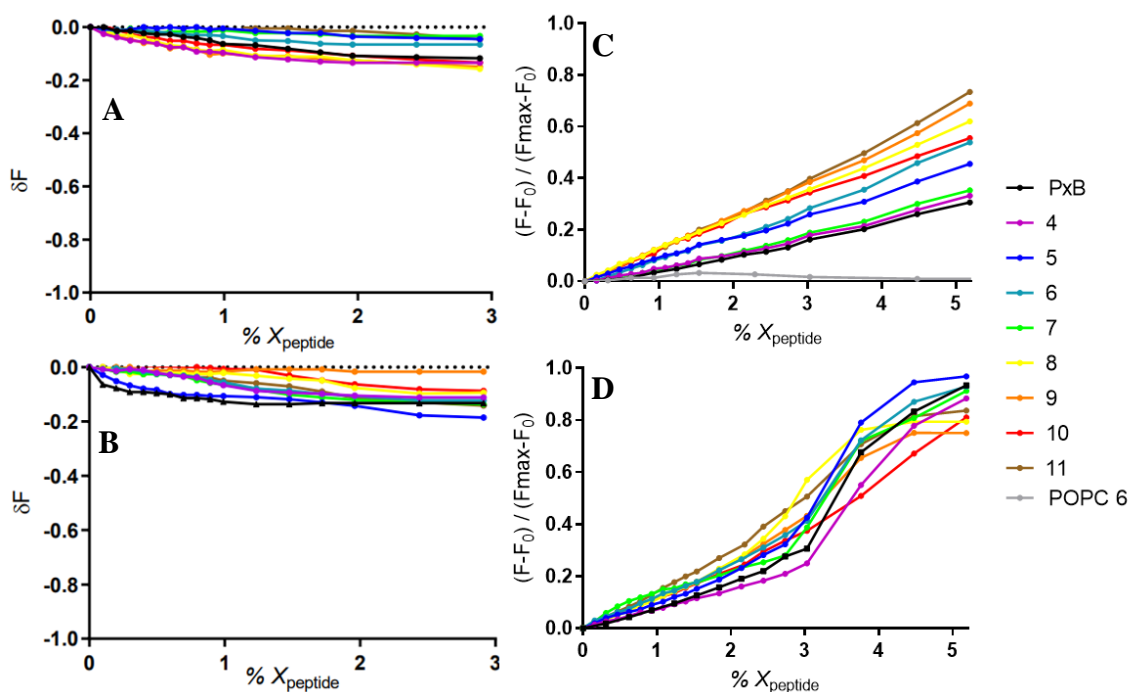 A
0.0
-0.2
-0.4
-0.6
-0.8
-1.0
δF
0 1 2 3
% Xpeptide
C
1.0
0.8
0.6
0.4
0.2
0.0
(F-F0) / (Fmax-F0)
0 1 2 3 4 5
% Xpeptide
B
0.0
-0.2
-0.4
-0.6
-0.8
-1.0
δF
0 1 2 3
% Xpeptide
D
1.0
0.8
0.6
0.4
0.2
0.0
(F-F0) / (Fmax-F0)
0 1 2 3 4 5
% Xpeptide
PxB
4
5
6
7
8
9
10
11
POPC 6